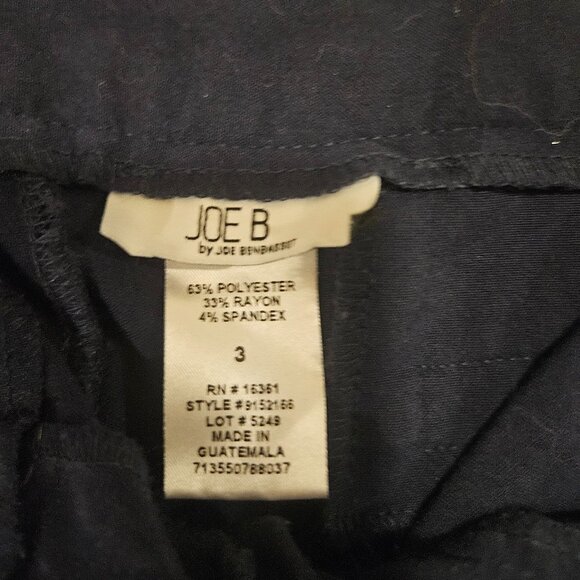 JOE B
by JOE BENBASSET
63% POLYESTER
33% RAYON
4% SPANDEX
3
RN # 16361
STYLE #9152166
LOT # 5249
MADE IN
GUATEMALA
713550788037